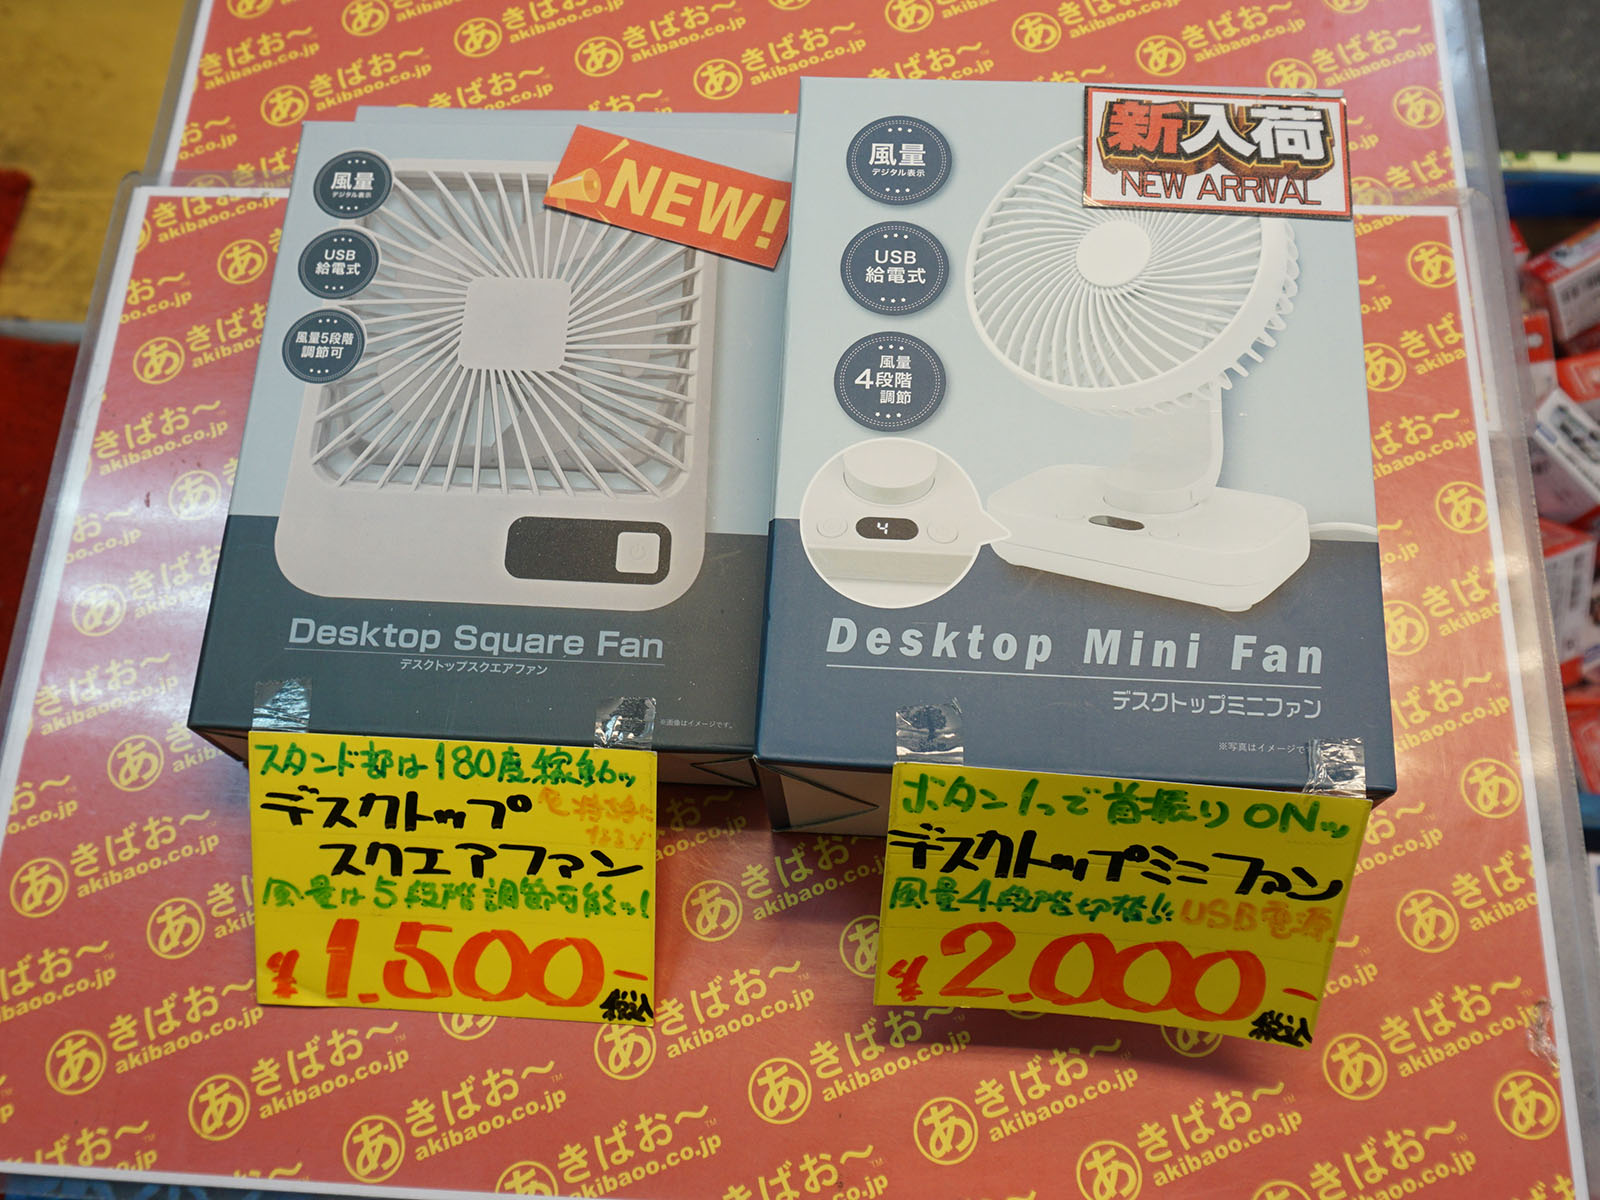 風量
デジタル表示
USB
給電式
風量5段階
調節可
NEW!
Desktop Square Fan
デスクトップスクエアファン
※画像はイメージです。
風量
デジタル表示
USB
給電式
風量
4段階
調節
新入荷
NEW ARRIVAL
4
Desktop Mini Fan
デスクトップミニファン
※写真はイメージで
スタンド部は180度稼動ッ
デスクトップ
スクエアファン
風量は5段階調節可能ッ!
¥1.500-
税込
ボタン1つで首振りONッ
デスクトップミニファン
風量4段階切替!!
USB電源
¥2.000-
税込
あきばお〜
akibaoo.co.jp